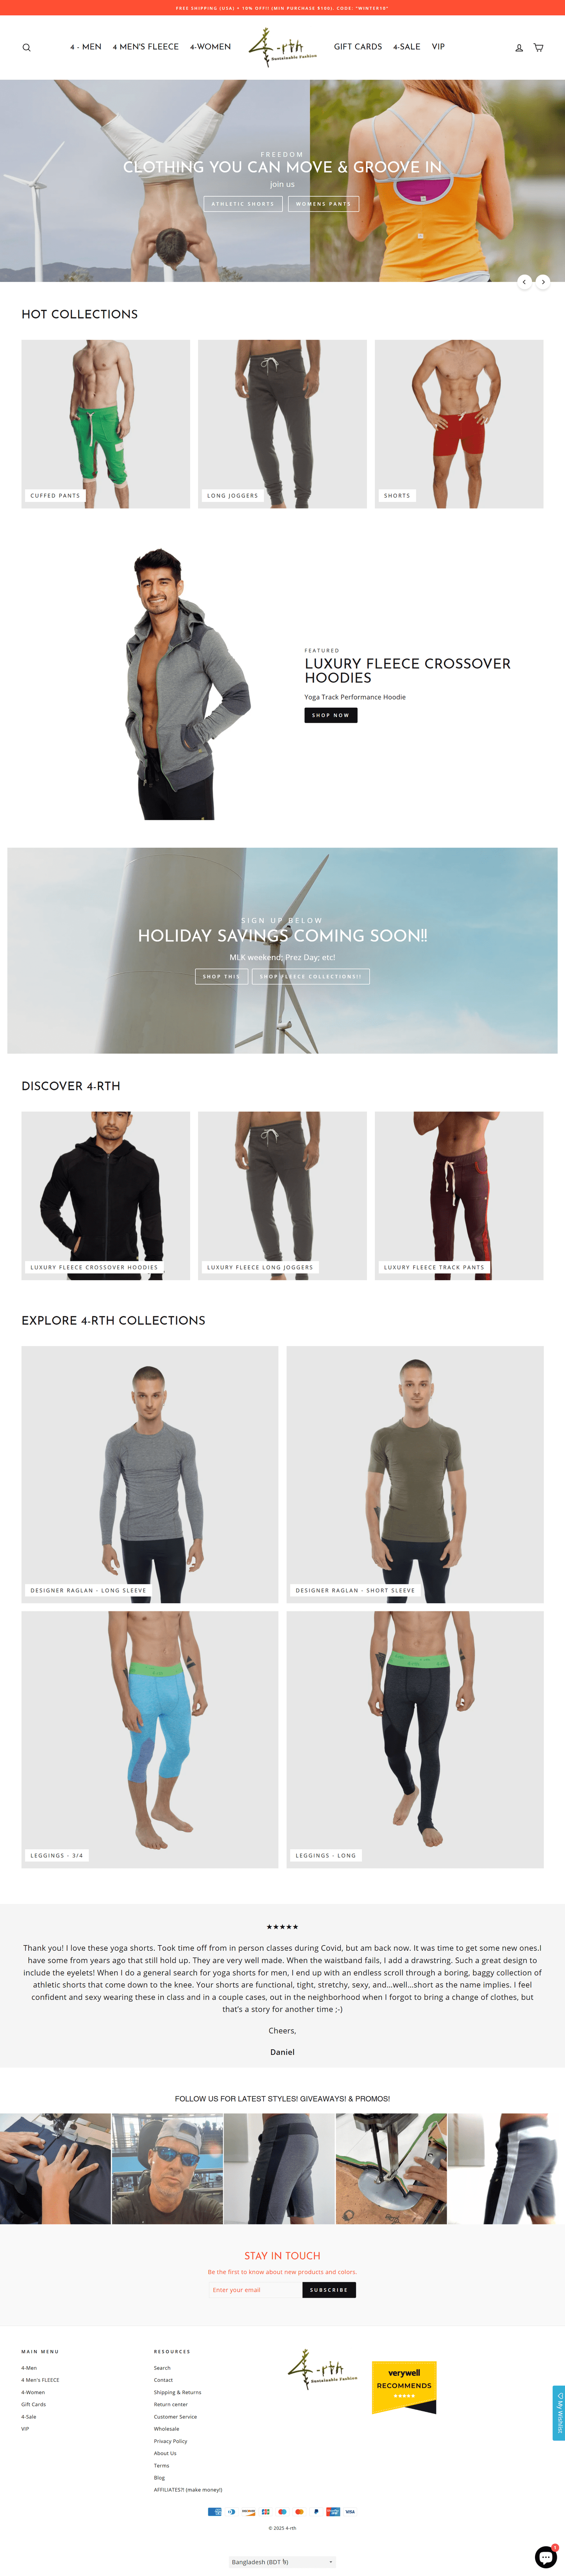 FREE SHIPPING (USA) + 10% OFF!! (MIN PURCHASE $100). CODE: "WINTER10"
4 - MEN
4 MEN'S FLEECE
4-WOMEN
4-rth
Sustainable Fashion
GIFT CARDS
4-SALE
VIP
FREEDOM
CLOTHING YOU CAN MOVE & GROOVE IN
join us
ATHLETIC SHORTS
WOMENS PANTS
HOT COLLECTIONS
CUFFED PANTS
LONG JOGGERS
SHORTS
FEATURED
LUXURY FLEECE CROSSOVER
HOODIES
Yoga Track Performance Hoodie
SHOP NOW
SIGN UP BELOW
HOLIDAY SAVINGS COMING SOON!!
MLK weekend; Prez Day; etc!
SHOP THIS
SHOP FLEECE COLLECTIONS!!
DISCOVER 4-RTH
LUXURY FLEECE CROSSOVER HOODIES
LUXURY FLEECE LONG JOGGERS
LUXURY FLEECE TRACK PANTS
EXPLORE 4-RTH COLLECTIONS
DESIGNER RAGLAN - LONG SLEEVE
DESIGNER RAGLAN - SHORT SLEEVE
LEGGINGS - 3/4
LEGGINGS - LONG
★★★★★
Thank you! I love these yoga shorts. Took time off from in person classes during Covid, but am back now. It was time to get some new ones.I
have some from years ago that still hold up. They are very well made. When the waistband fails, I add a drawstring. Such a great design to
include the eyelets! When I do a general search for yoga shorts for men, I end up with an endless scroll through a boring, baggy collection of
athletic shorts that come down to the knee. Your shorts are functional, tight, stretchy, sexy, and...well...short as the name implies. I feel
confident and sexy wearing these in class and in a couple cases, out in the neighborhood when I forgot to bring a change of clothes, but
that's a story for another time ;-)
Cheers,
Daniel
FOLLOW US FOR LATEST STYLES! GIVEAWAYS! & PROMOS!
STAY IN TOUCH
Be the first to know about new products and colors.
Enter your email
SUBSCRIBE
MAIN MENU
4-Men
4 Men's FLEECE
4-Women
Gift Cards
4-Sale
VIP
RESOURCES
Search
Contact
Shipping & Returns
Return center
Customer Service
Wholesale
Privacy Policy
About Us
Terms
Blog
AFFILIATES?! (make money!)
4-rth
Sustainable Fashion
verywell
RECOMMENDS
★★★★★
My Wishlist
DISCOVER
VISA
© 2025 4-rth
Bangladesh (BDT ৳)
1